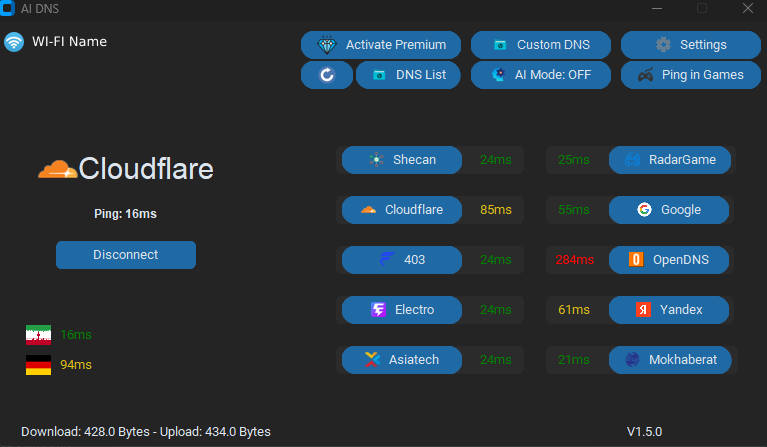 AI DNS
WI-FI Name
Activate Premium
Custom DNS
Settings
DNS List
AI Mode: OFF
Ping in Games
Cloudflare
Ping: 16ms
Disconnect
16ms
94ms
Shecan 24ms 25ms RadarGame
Cloudflare 85ms 55ms Google
403 24ms 284ms OpenDNS
Electro 24ms 61ms Yandex
Asiatech 24ms 21ms Mokhaberat
Download: 428.0 Bytes - Upload: 434.0 Bytes
V1.5.0